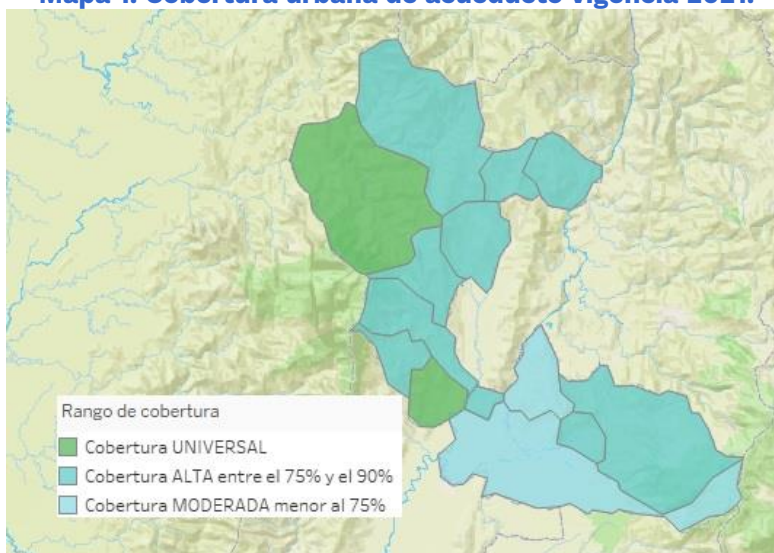 Mapa 1. Cobertura urbana de acueducto vigencia 2021.
Rango de cobertura
Cobertura UNIVERSAL
Cobertura ALTA entre el 75% y el 90%
Cobertura MODERADA menor al 75%